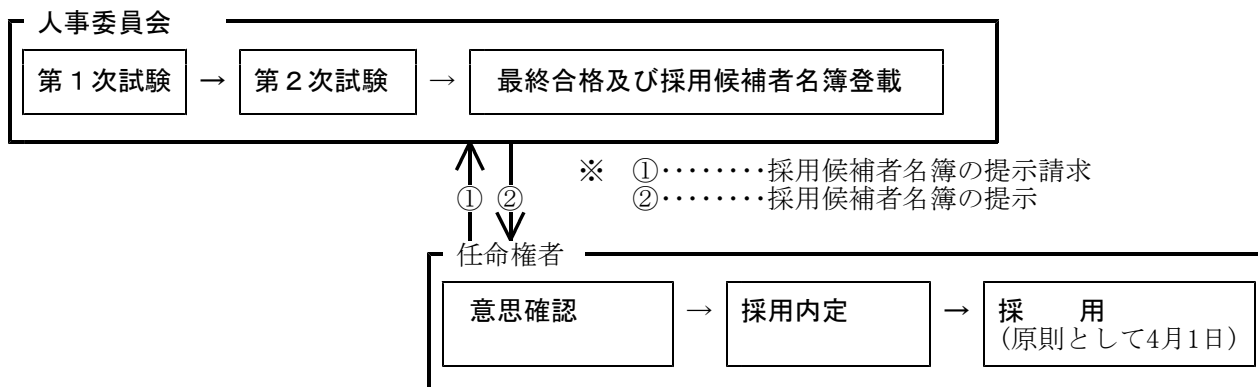 人事委員会
第１次試験 → 第２次試験 → 最終合格及び採用候補者名簿登載
※ ①‥‥‥‥採用候補者名簿の提示請求
① ② ②‥‥‥‥採用候補者名簿の提示
任命権者
意思確認 → 採用内定 → 採　用
(原則として4月1日)